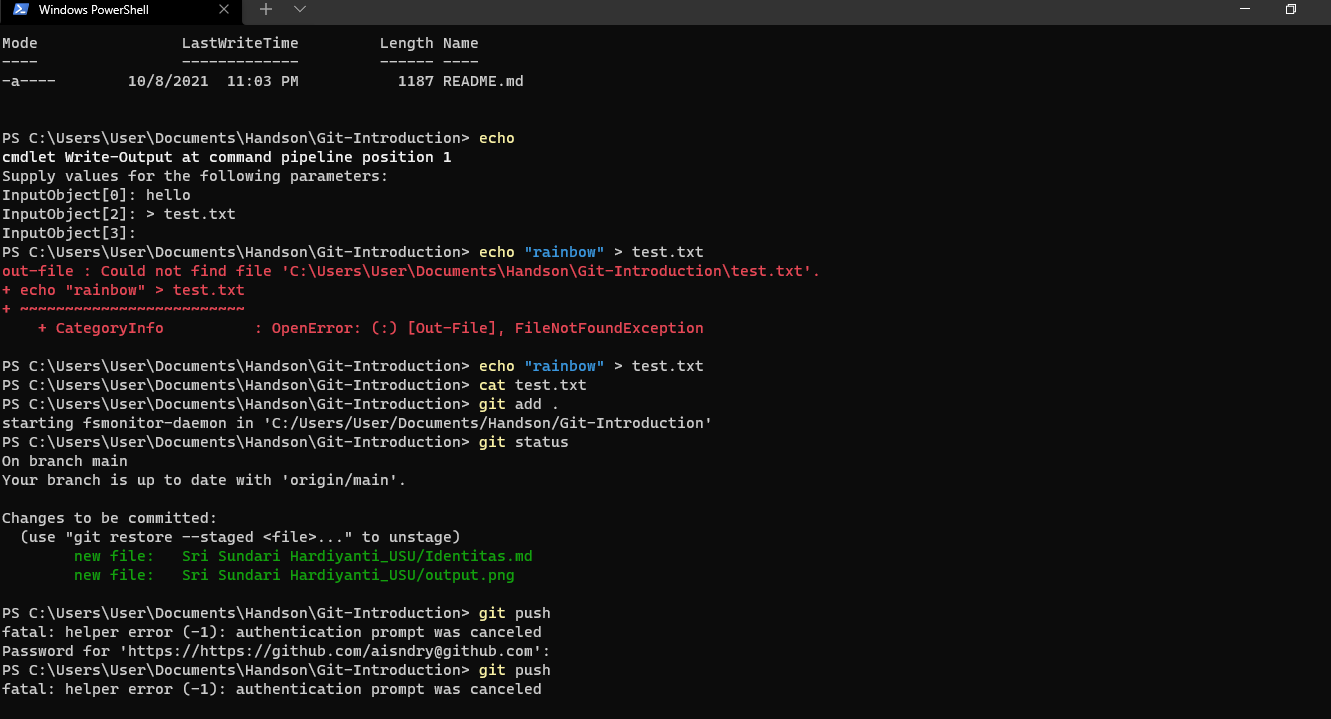 Windows PowerShell
Mode                LastWriteTime         Length Name
----                -------------         ------ ----
-a----        10/8/2021  11:03 PM           1187 README.md
PS C:\Users\User\Documents\Handson\Git-Introduction> echo
cmdlet Write-Output at command pipeline position 1
Supply values for the following parameters:
InputObject[0]: hello
InputObject[2]: > test.txt
InputObject[3]:
PS C:\Users\User\Documents\Handson\Git-Introduction> echo "rainbow" > test.txt
out-file : Could not find file 'C:\Users\User\Documents\Handson\Git-Introduction\test.txt'.
+ echo "rainbow" > test.txt
+ ~~~~~~~~~~~~~~~~~~~~~~~~~
    + CategoryInfo          : OpenError: (:) [Out-File], FileNotFoundException
PS C:\Users\User\Documents\Handson\Git-Introduction> echo "rainbow" > test.txt
PS C:\Users\User\Documents\Handson\Git-Introduction> cat test.txt
PS C:\Users\User\Documents\Handson\Git-Introduction> git add .
starting fsmonitor-daemon in 'C:/Users/User/Documents/Handson/Git-Introduction'
PS C:\Users\User\Documents\Handson\Git-Introduction> git status
On branch main
Your branch is up to date with 'origin/main'.
Changes to be committed:
  (use "git restore --staged <file>..." to unstage)
        new file:   Sri Sundari Hardiyanti_USU/Identitas.md
        new file:   Sri Sundari Hardiyanti_USU/output.png
PS C:\Users\User\Documents\Handson\Git-Introduction> git push
fatal: helper error (-1): authentication prompt was canceled
Password for 'https://https://github.com/aisndry@github.com':
PS C:\Users\User\Documents\Handson\Git-Introduction> git push
fatal: helper error (-1): authentication prompt was canceled